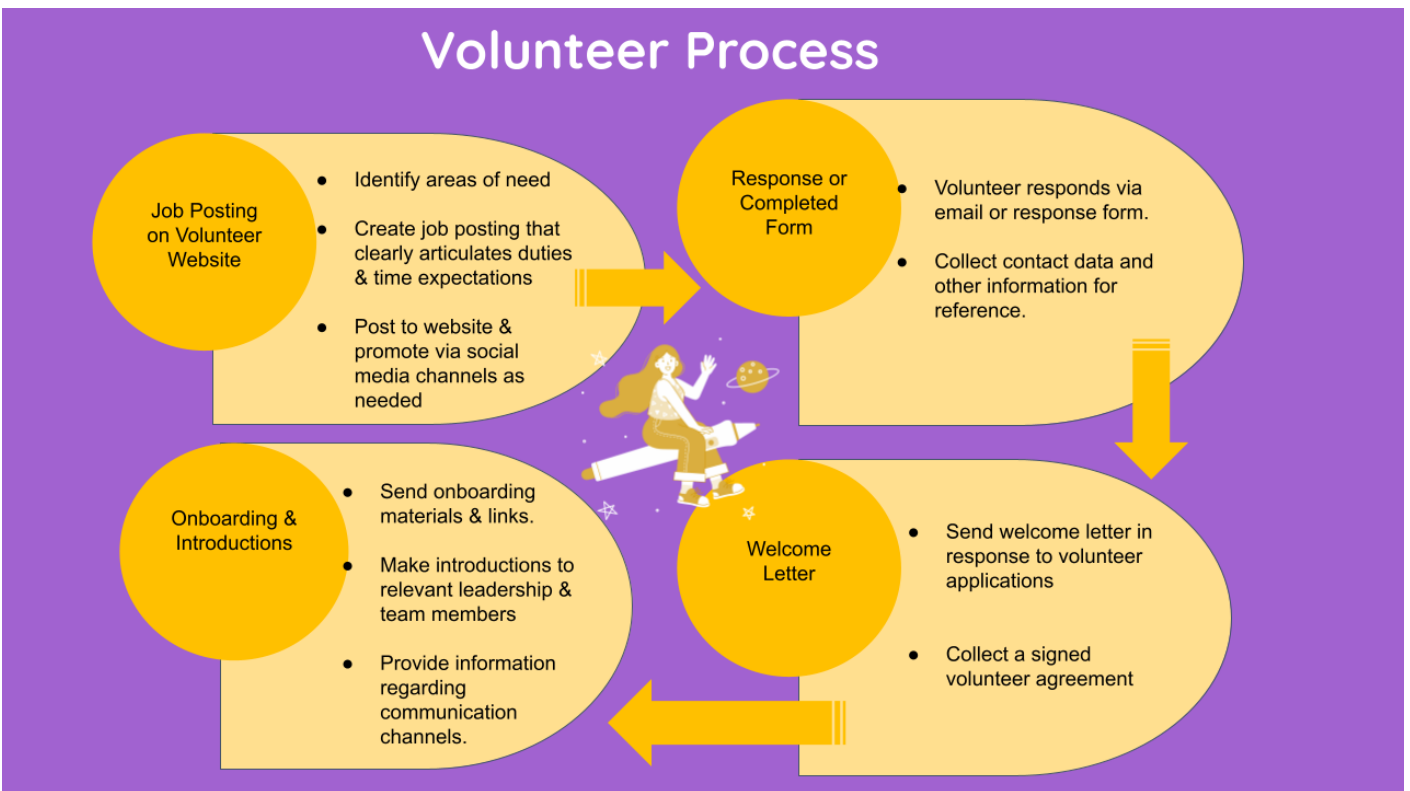 Volunteer Process
Job Posting
on Volunteer
Website
● Identify areas of need
● Create job posting that
clearly articulates duties
& time expectations
● Post to website &
promote via social
media channels as
needed
Response or
Completed
Form
● Volunteer responds via
email or response form.
● Collect contact data and
other information for
reference.
Welcome
Letter
● Send welcome letter in
response to volunteer
applications
● Collect a signed
volunteer agreement
Onboarding &
Introductions
● Send onboarding
materials & links.
● Make introductions to
relevant leadership &
team members
● Provide information
regarding
communication
channels.